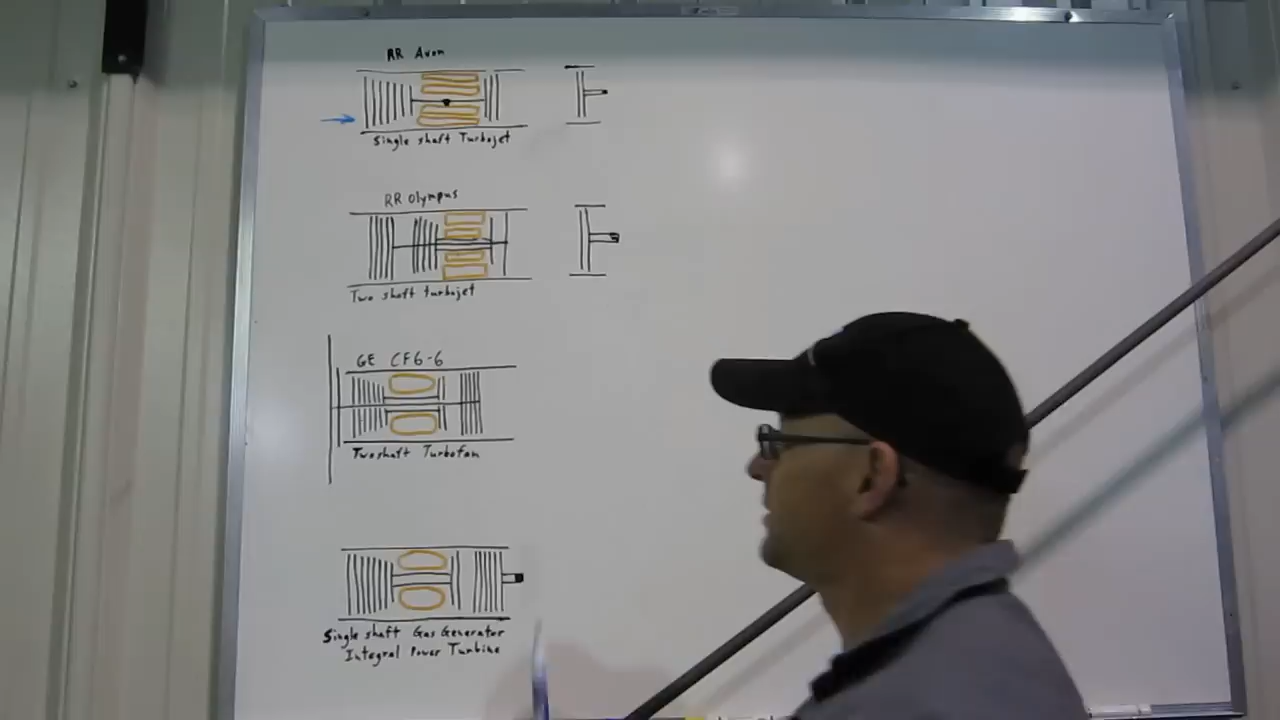 RR Avon
Single shaft Turbojet
RR Olympus
Two shaft turbojet
GE CF6-6
Twoshaft Turbofan
Single shaft Gas Generator
Integral Power Turbine